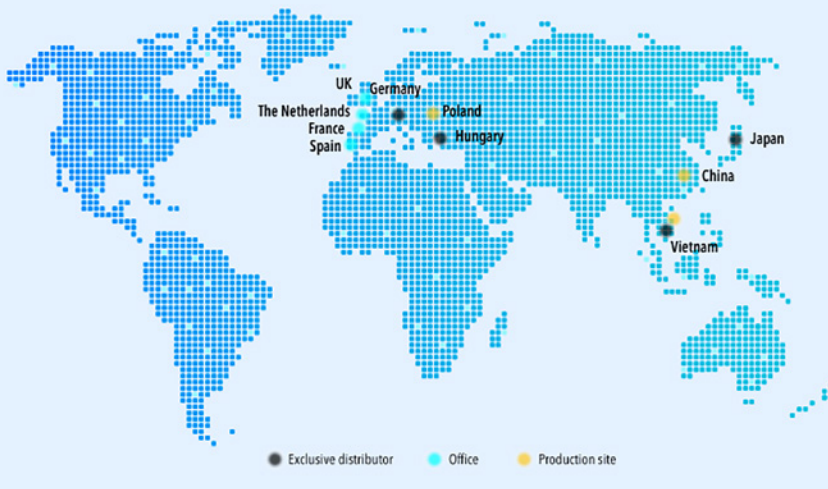 UK
Germany
The Netherlands
Poland
France
Hungary
Spain
Japan
China
Vietnam
Exclusive distributor
Office
Production site